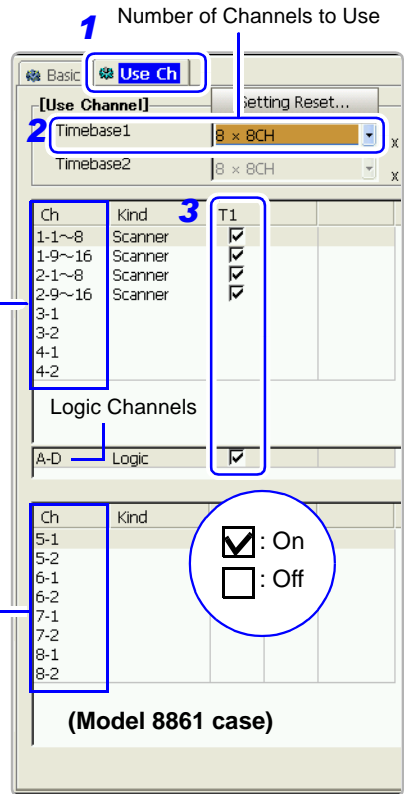 Number of Channels to Use
1
Basic Use Ch
[Use Channel] Setting Reset...
2 Timebase1 8 × 8CH x
Timebase2 8 × 8CH x
3
Ch Kind T1
1-1～8 Scanner
1-9～16 Scanner
2-1～8 Scanner
2-9～16 Scanner
3-1
3-2
4-1
4-2
Logic Channels
A-D Logic
Ch Kind
5-1
5-2
6-1
6-2
7-1
7-2
8-1
8-2
: On
: Off
(Model 8861 case)